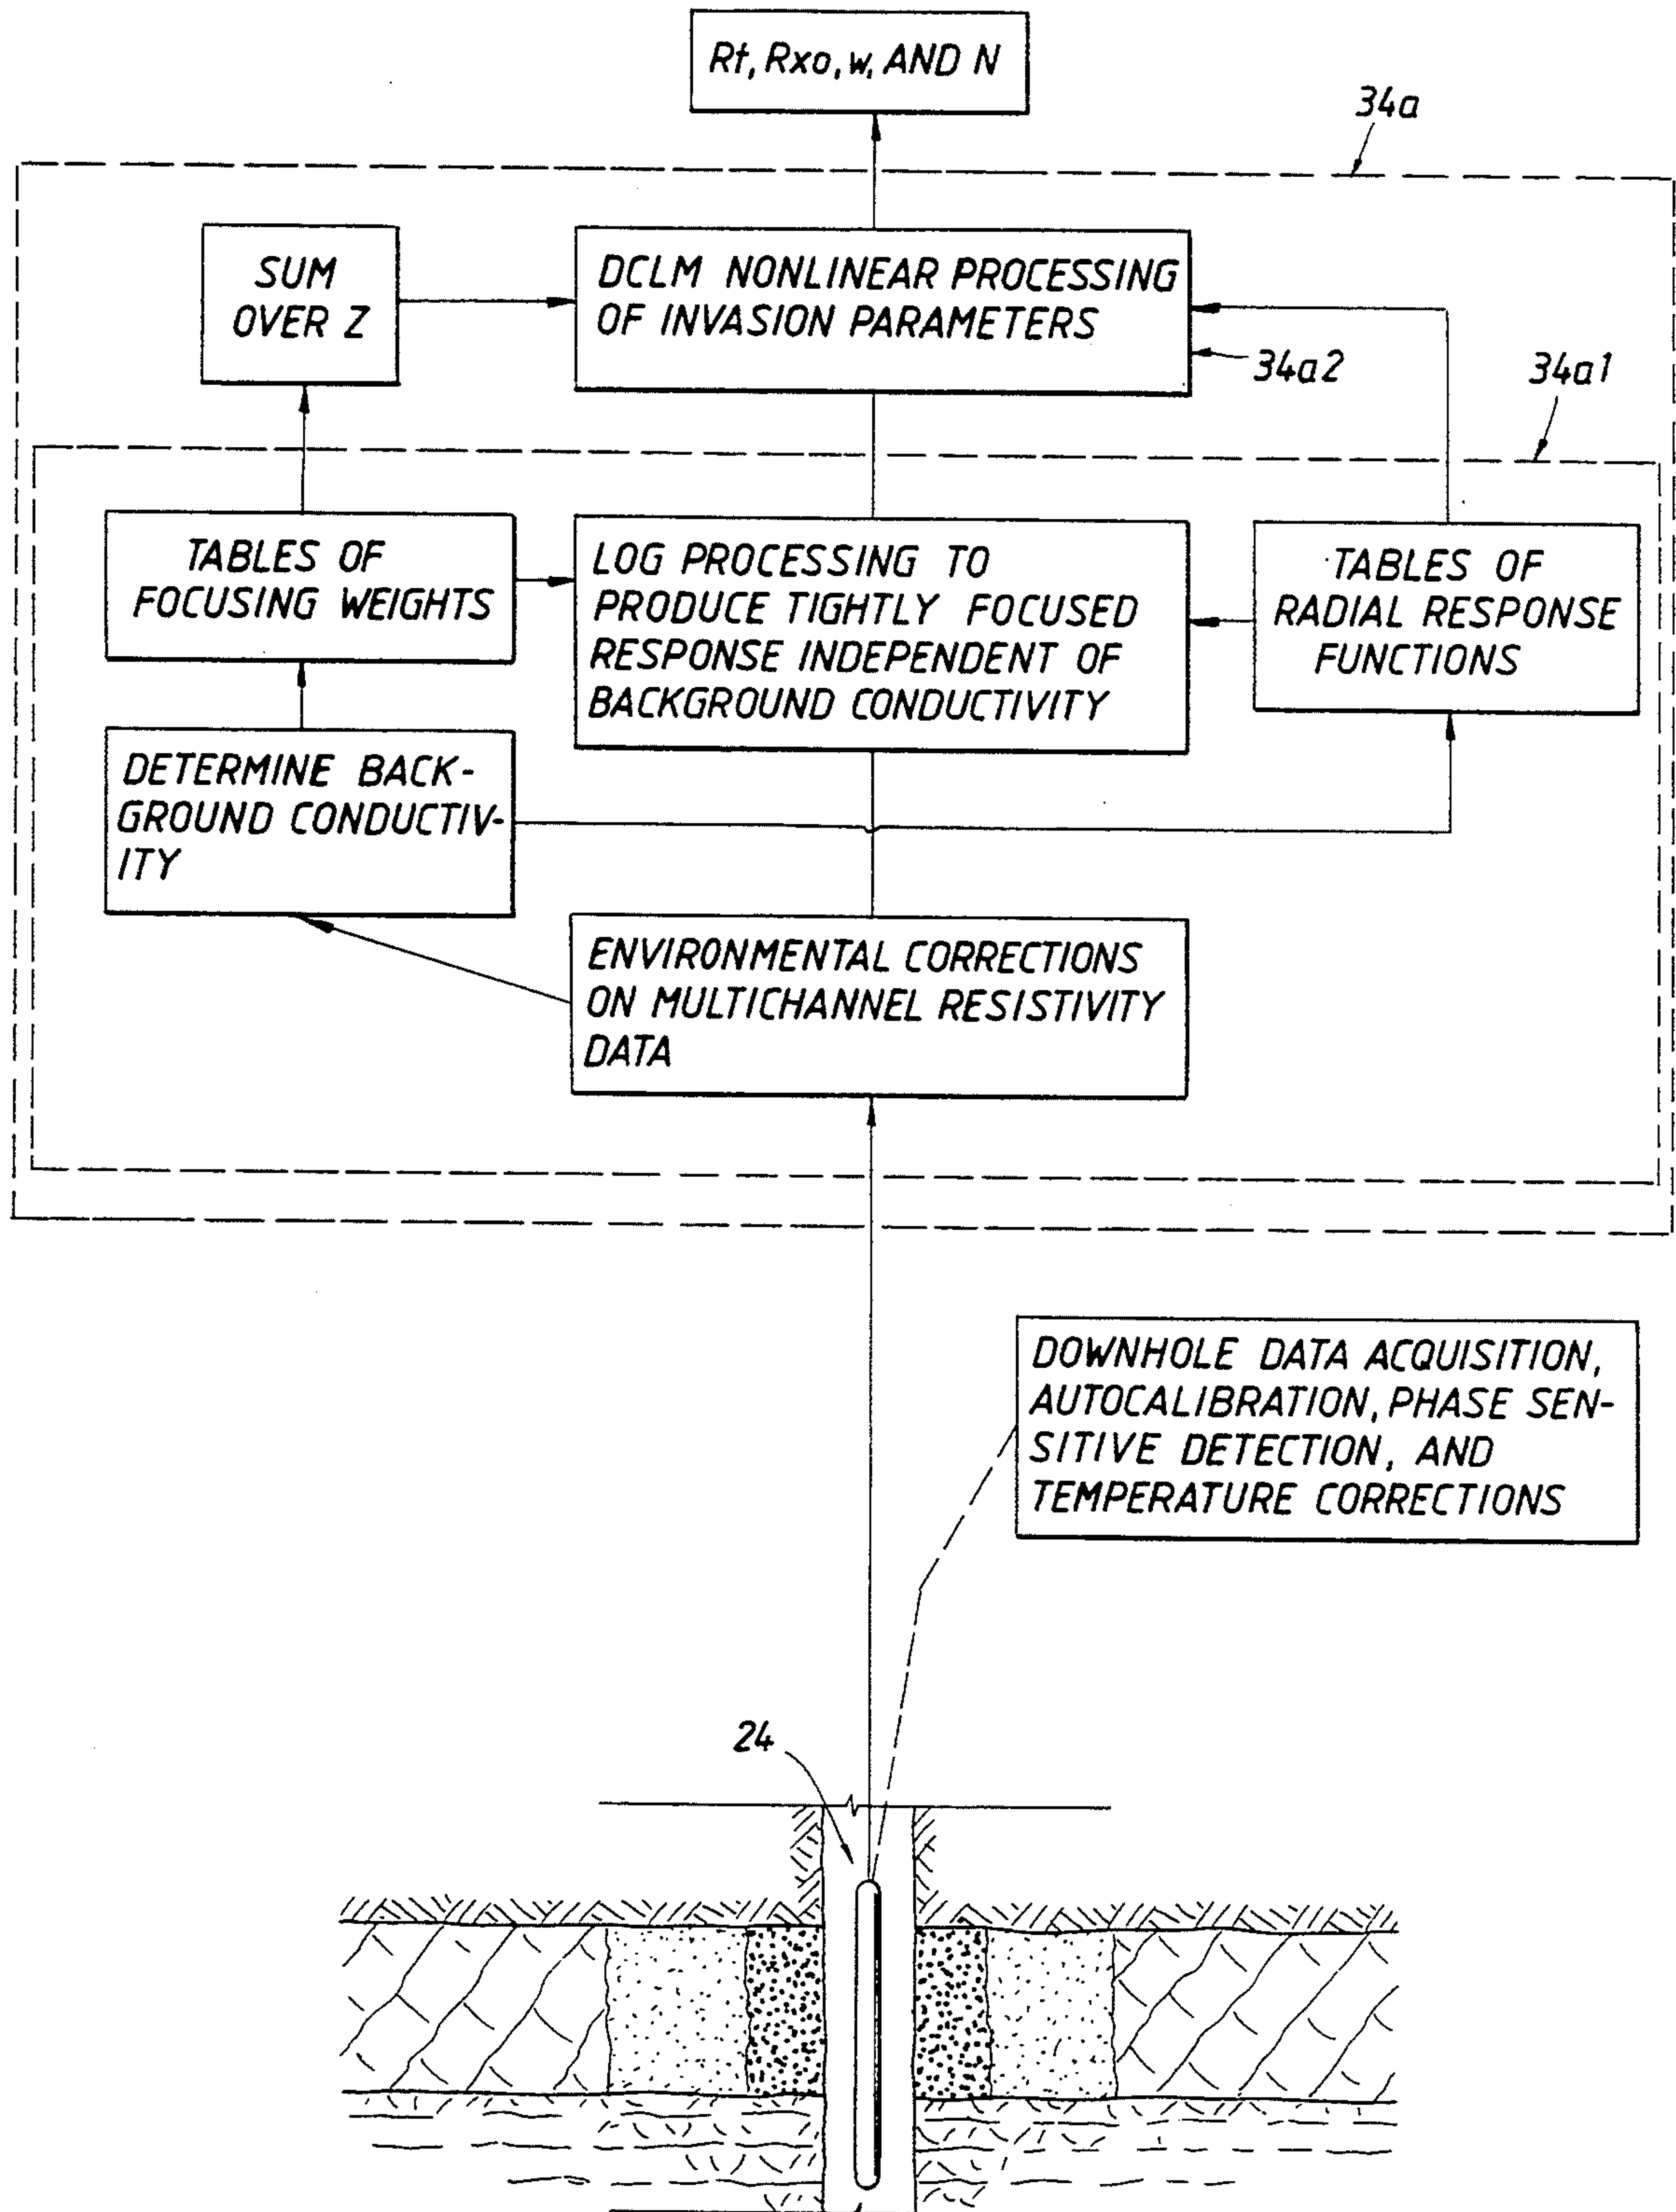 Rt, Rxo, w, AND N
34a
SUM
OVER Z
DCLM NONLINEAR PROCESSING
OF INVASION PARAMETERS
34a2
34a1
TABLES OF
FOCUSING WEIGHTS
LOG PROCESSING TO
PRODUCE TIGHTLY FOCUSED
RESPONSE INDEPENDENT OF
BACKGROUND CONDUCTIVITY
TABLES OF
RADIAL RESPONSE
FUNCTIONS
DETERMINE BACK-
GROUND CONDUCTIV-
ITY
ENVIRONMENTAL CORRECTIONS
ON MULTICHANNEL RESISTIVITY
DATA
DOWNHOLE DATA ACQUISITION,
AUTOCALIBRATION, PHASE SEN-
SITIVE DETECTION, AND
TEMPERATURE CORRECTIONS
24